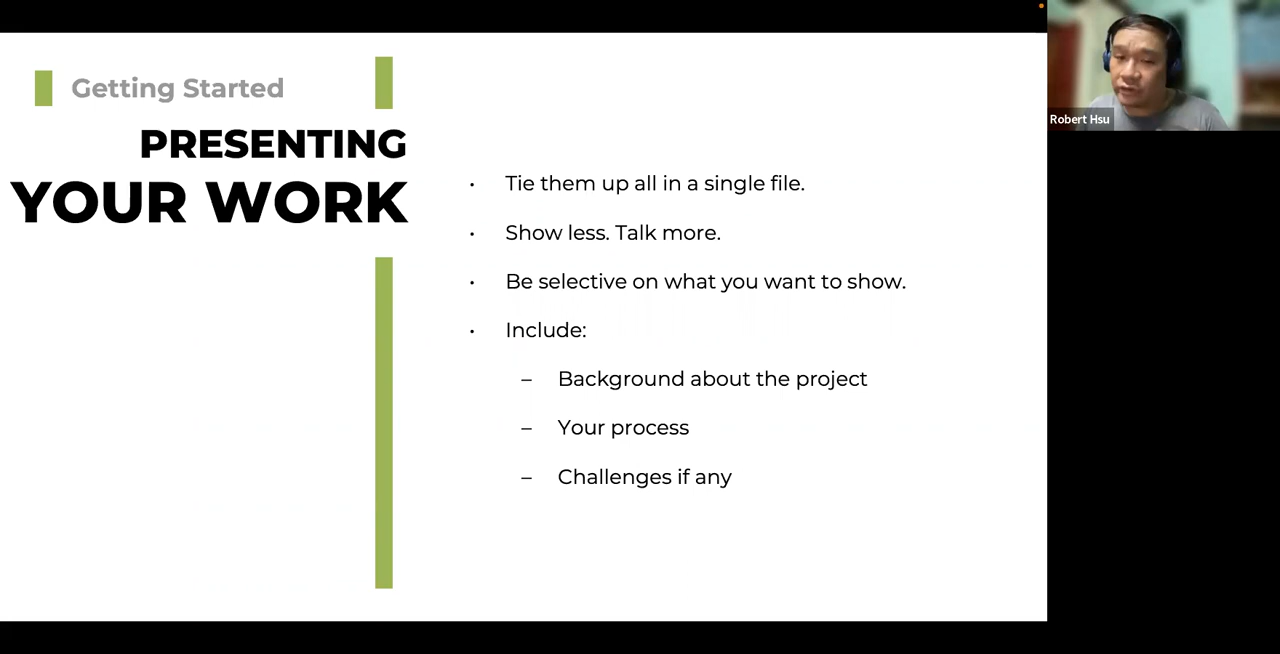 Getting Started
PRESENTING
YOUR WORK
• Tie them up all in a single file.
• Show less. Talk more.
• Be selective on what you want to show.
• Include:
– Background about the project
– Your process
– Challenges if any
Robert Hsu